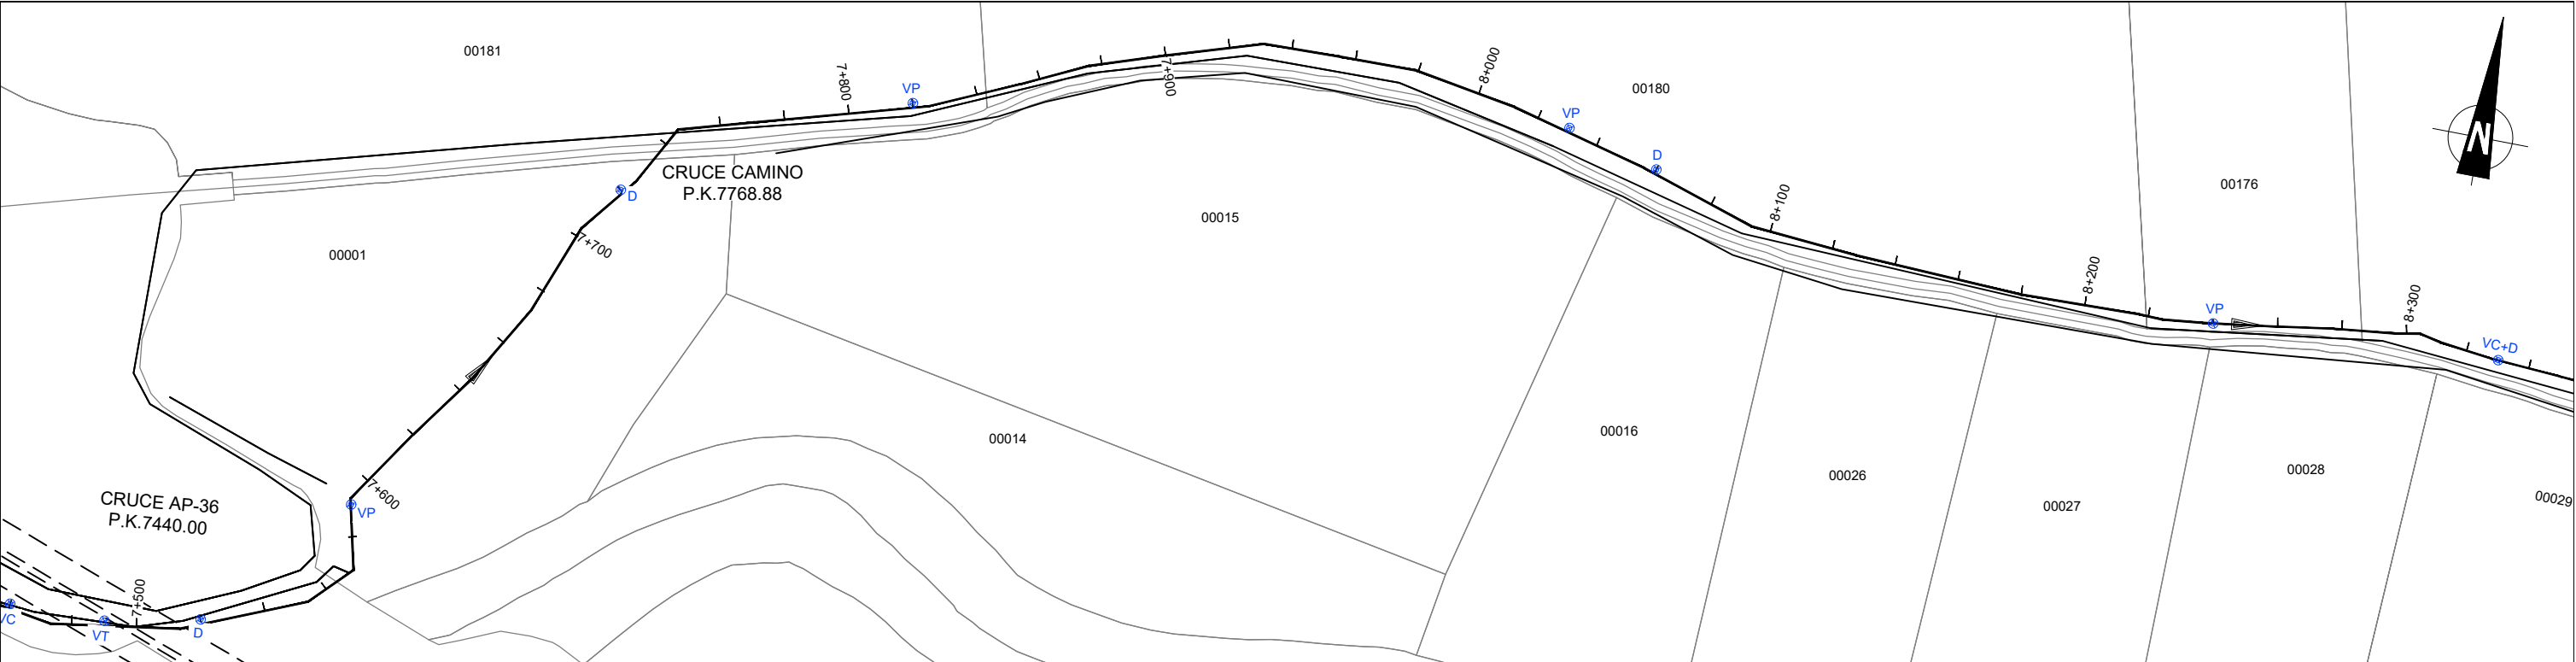 00181
7+800
VP
7+900
8+000
00180
VP
D
00176
N
CRUCE CAMINO
P.K.7768.88
D
00015
8+100
7+700
00001
8+200
VP
8+300
VC+D
00014
00016
00026
00028
00027
00029
7+600
VP
CRUCE AP-36
P.K.7440.00
7+500
VC
VT
D